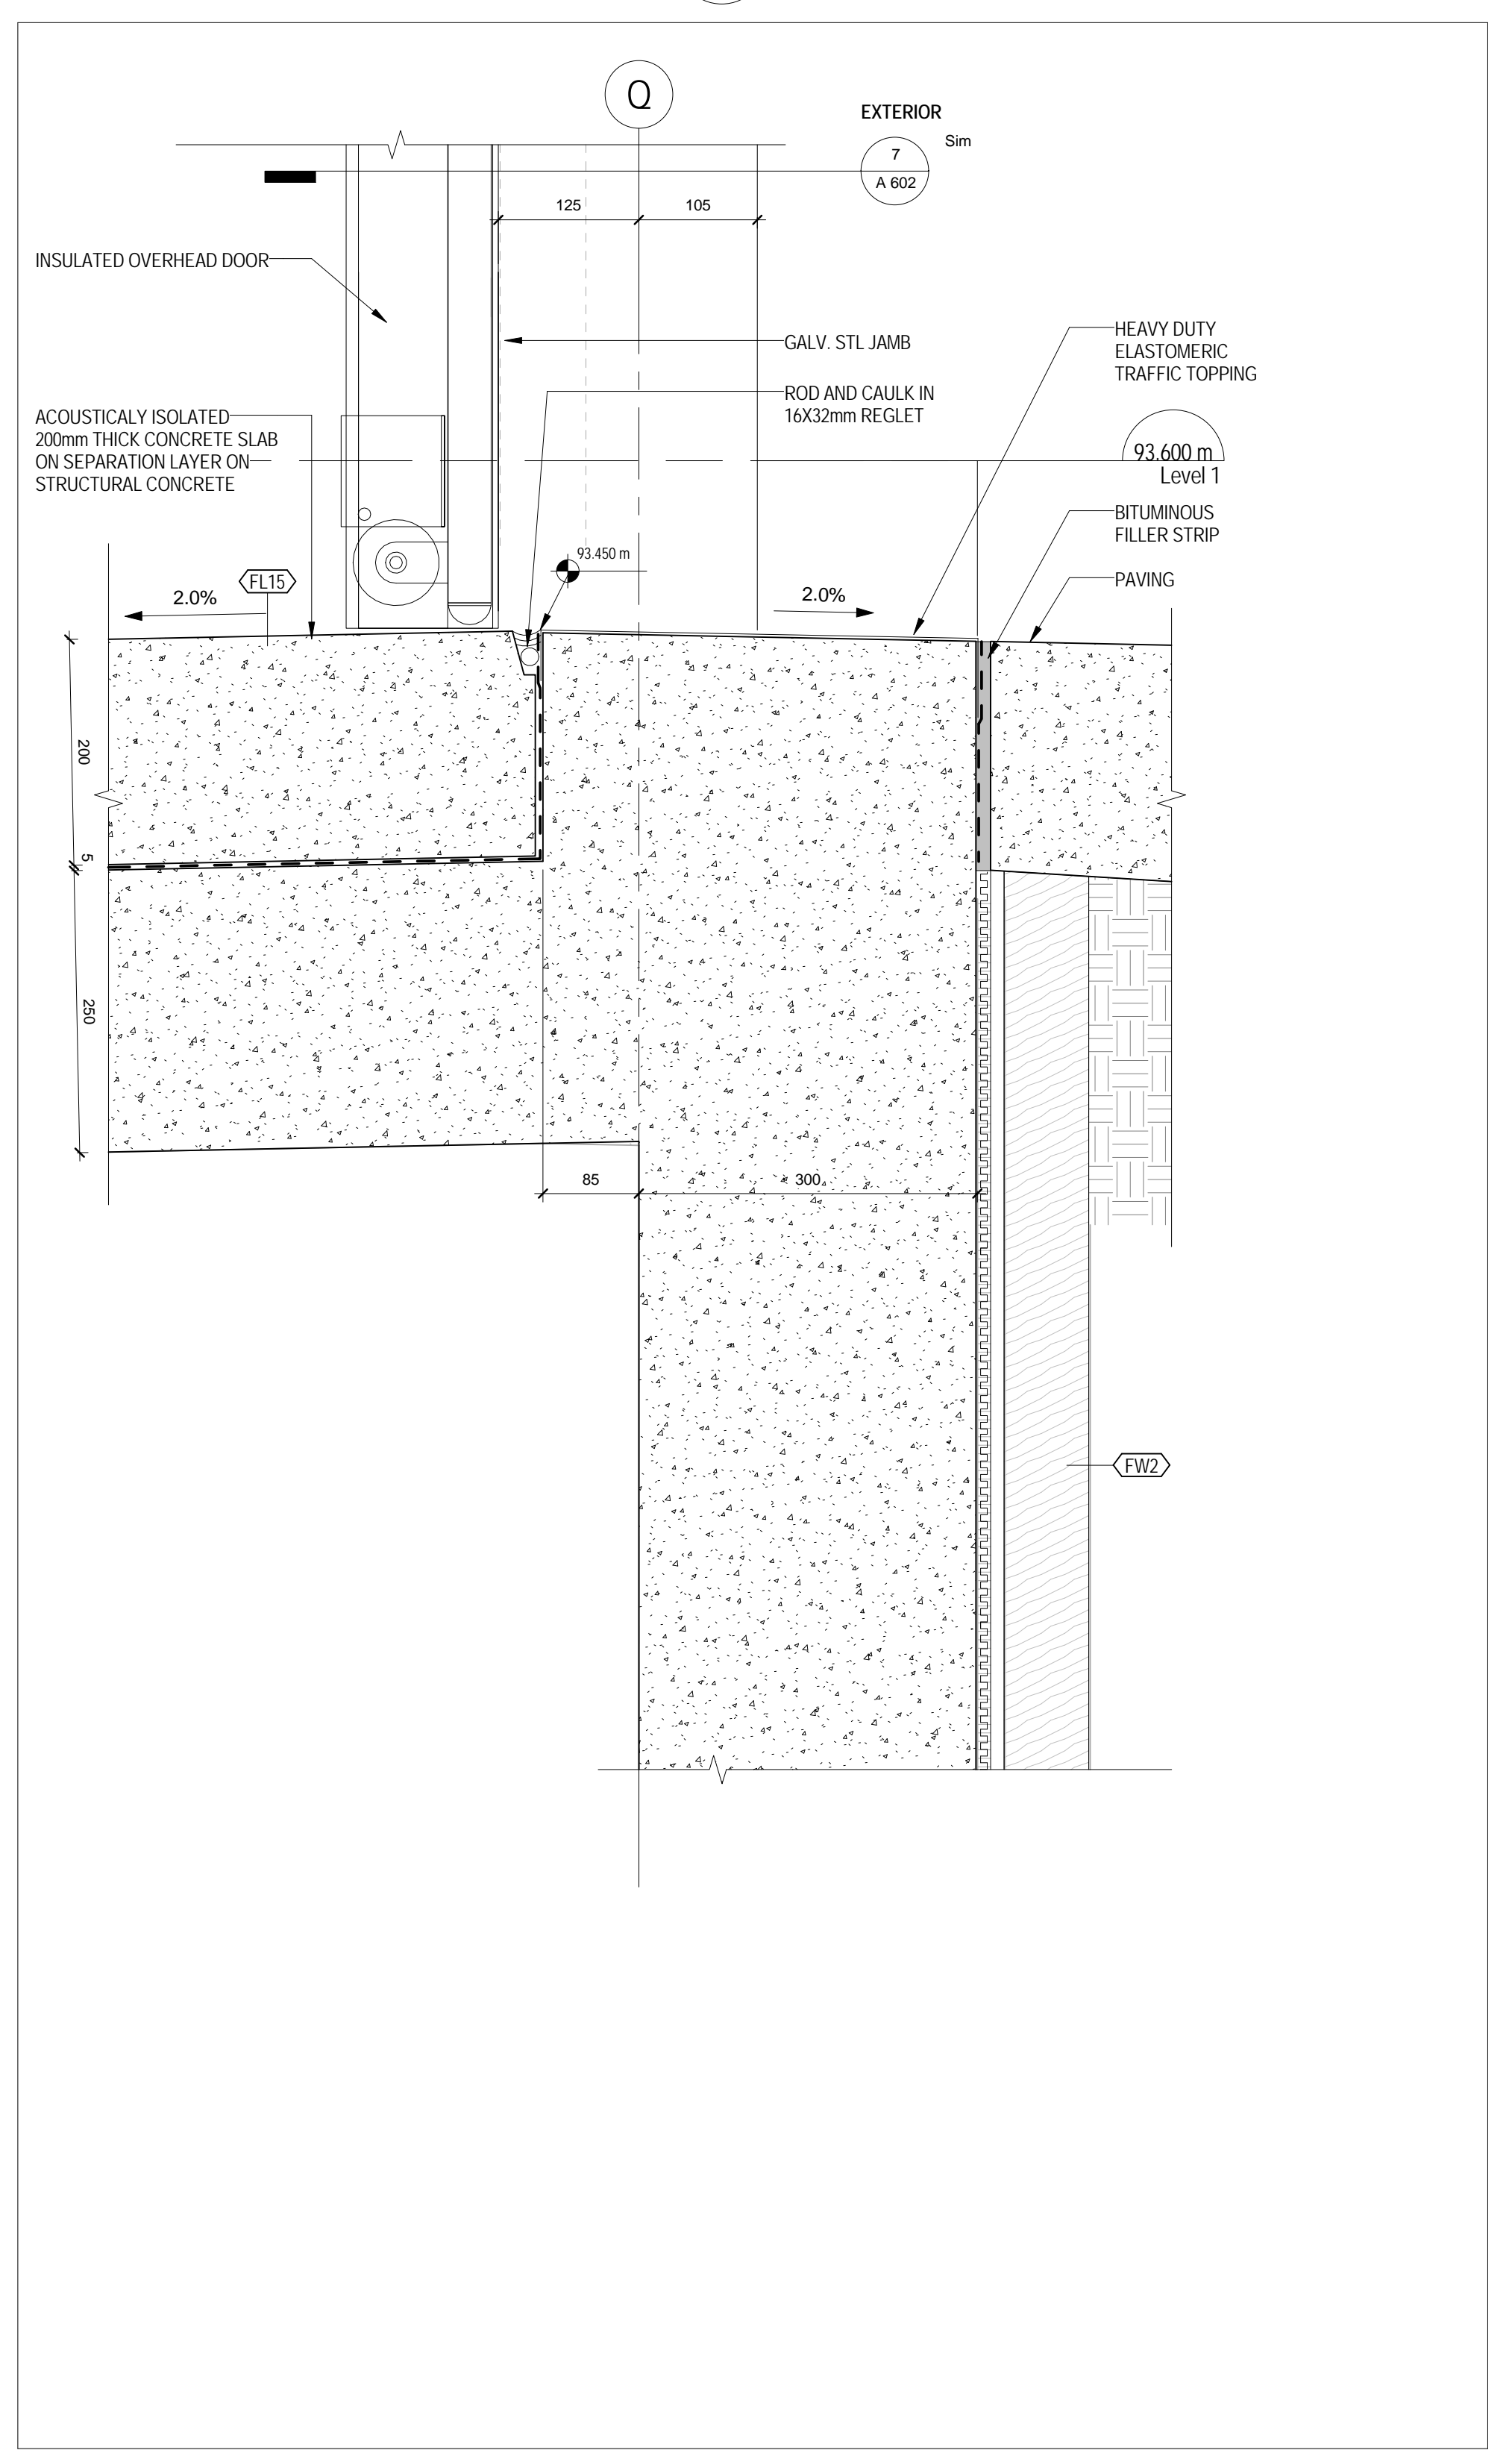 Q
EXTERIOR
Sim
7
A 602
125
105
INSULATED OVERHEAD DOOR
GALV. STL JAMB
HEAVY DUTY
ELASTOMERIC
TRAFFIC TOPPING
ROD AND CAULK IN
16X32mm REGLET
ACOUSTICALY ISOLATED
200mm THICK CONCRETE SLAB
ON SEPARATION LAYER ON
STRUCTURAL CONCRETE
93.600 m
Level 1
BITUMINOUS
FILLER STRIP
93.450 m
PAVING
FL15
2.0%
2.0%
200
5
250
85
300
FW2